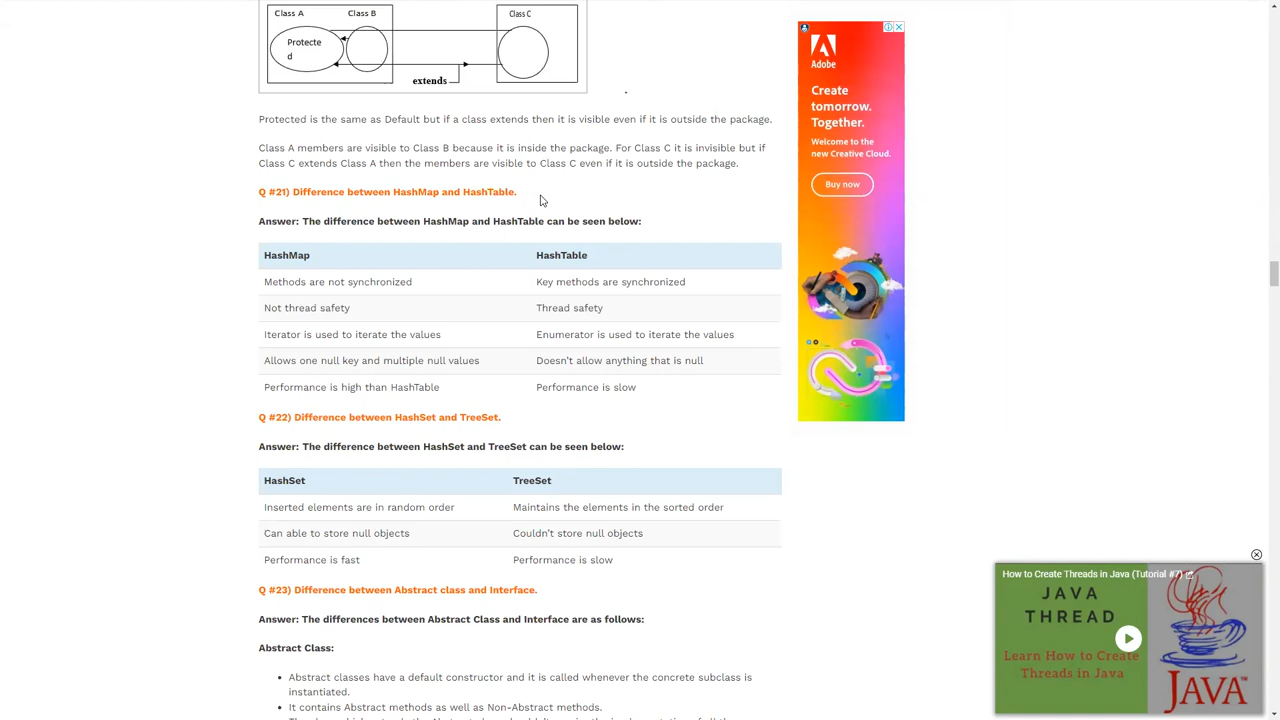 Class A Class B Class C
Protecte
d
extends
Protected is the same as Default but if a class extends then it is visible even if it is outside the package.
Class A members are visible to Class B because it is inside the package. For Class C it is invisible but if
Class C extends Class A then the members are visible to Class C even if it is outside the package.
Q #21) Difference between HashMap and HashTable.
Answer: The difference between HashMap and HashTable can be seen below:
HashMap HashTable
Methods are not synchronized Key methods are synchronized
Not thread safety Thread safety
Iterator is used to iterate the values Enumerator is used to iterate the values
Allows one null key and multiple null values Doesn't allow anything that is null
Performance is high than HashTable Performance is slow
Q #22) Difference between HashSet and TreeSet.
Answer: The difference between HashSet and TreeSet can be seen below:
HashSet TreeSet
Inserted elements are in random order Maintains the elements in the sorted order
Can able to store null objects Couldn't store null objects
Performance is fast Performance is slow
Q #23) Difference between Abstract class and Interface.
Answer: The differences between Abstract Class and Interface are as follows:
Abstract Class:
• Abstract classes have a default constructor and it is called whenever the concrete subclass is
instantiated.
• It contains Abstract methods as well as Non-Abstract methods.
Adobe
Create
tomorrow.
Together.
Welcome to the
new Creative Cloud.
Buy now
How to Create Threads in Java (Tutorial #7)
JAVA
THREAD
Learn How to Create
Threads in Java
JAVA™